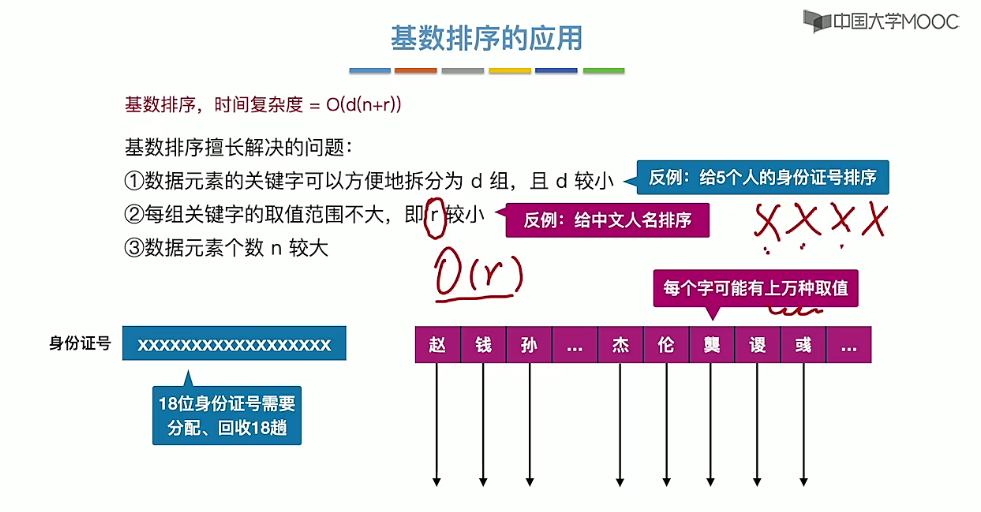 中国大学MOOC
基数排序的应用
基数排序，时间复杂度 = O(d(n+r))
基数排序擅长解决的问题：
①数据元素的关键字可以方便地拆分为 d 组，且 d 较小
反例：给5个人的身份证号排序
②每组关键字的取值范围不大，即 r 较小
反例：给中文人名排序
X X X X
③数据元素个数 n 较大
O(r)
每个字可能有上万种取值
身份证号
XXXXXXXXXXXXXXXXXX
赵 钱 孙 … 杰 伦 龑 谡 彧 …
18位身份证号需要
分配、回收18趟